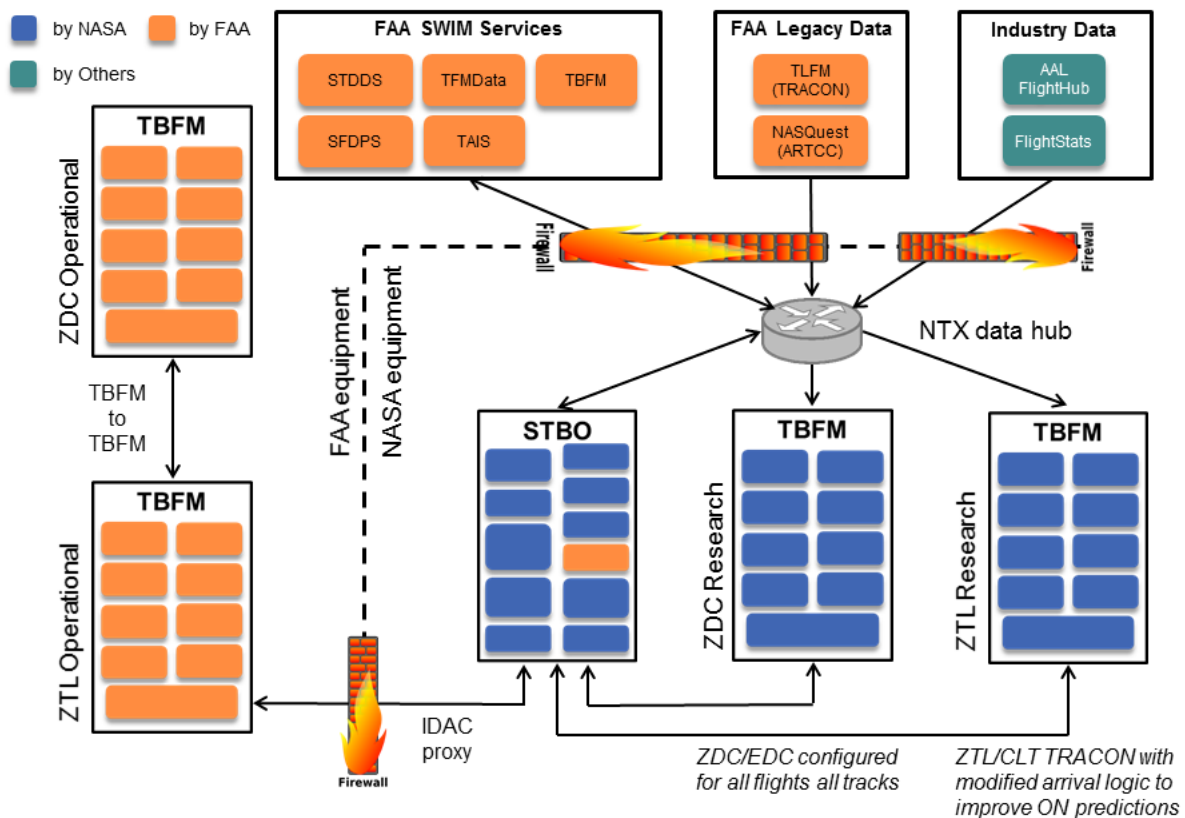 by NASA
by FAA
by Others
FAA SWIM Services
STDDS
TFMData
TBFM
SFDPS
TAIS
FAA Legacy Data
TLFM
(TRACON)
NASQuest
(ARTCC)
Industry Data
AAL
FlightHub
FlightStats
TBFM
ZDC Operational
TBFM
to
TBFM
TBFM
ZTL Operational
FAA equipment
NASA equipment
Firewall
Firewall
NTX data hub
STBO
TBFM
ZDC Research
TBFM
ZTL Research
IDAC
proxy
Firewall
ZDC/EDC configured
for all flights all tracks
ZTL/CLT TRACON with
modified arrival logic to
improve ON predictions